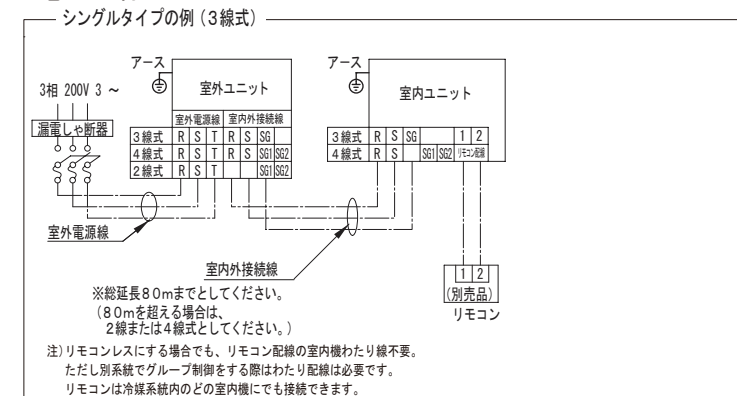 シングルタイプの例（3線式）
アース
3相 200V 3 ～
漏電しゃ断器
室外ユニット
室外電源線 室内外接続線
3線式 R S T R S SG
4線式 R S T R S SG1 SG2
2線式 R S T SG1 SG2
アース
室内ユニット
3線式 R S SG 1 2
4線式 R S SG1 SG2 リモコン配線
室外電源線
室内外接続線
※総延長80mまでとしてください。
（80mを超える場合は、
2線または4線式としてください。）
1 2
(別売品)
リモコン
注)リモコンレスにする場合でも、リモコン配線の室内機わたり線不要。
ただし別系統でグループ制御をする際はわたり配線は必要です。
リモコンは冷媒系統内のどの室内機にでも接続できます。